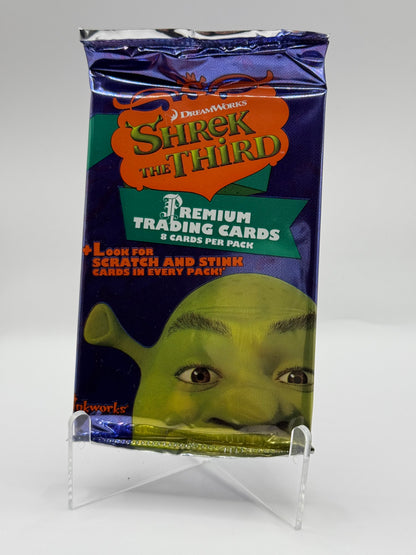 DREAMWORKS
SHREK
THE THIRD
PREMIUM
TRADING CARDS
8 CARDS PER PACK
+LOOK FOR
SCRATCH AND STINK
CARDS IN EVERY PACK!*
inkworks